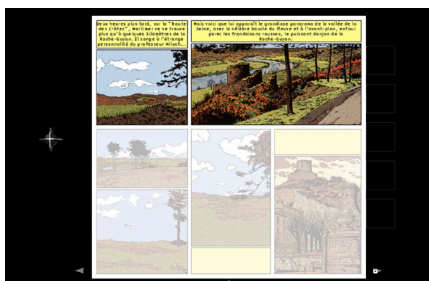 Deux heures plus tard, sur la "Route
des Crêtes", Mortimer ne se trouve
plus qu'à quelques kilomètres de la
Roche-Guyon. Il songe à l'étrange
personnalité du professeur Miloch...
Mais voici que lui apparaît le grandiose panorama de la vallée de la
Seine, avec la célèbre boucle du fleuve et à l'avant-plan, enfoui
parmi les frondaisons rousses, le puissant donjon de la
Roche-Guyon.